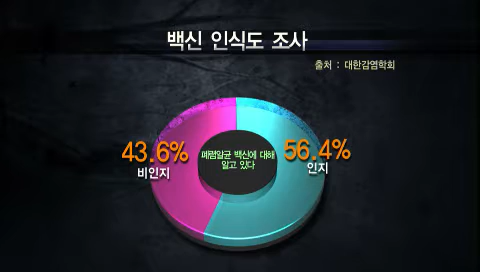 백신 인식도 조사
출처 : 대한감염학회
43.6%
비인지
폐렴알균 백신에 대해
알고 있다
56.4%
인지